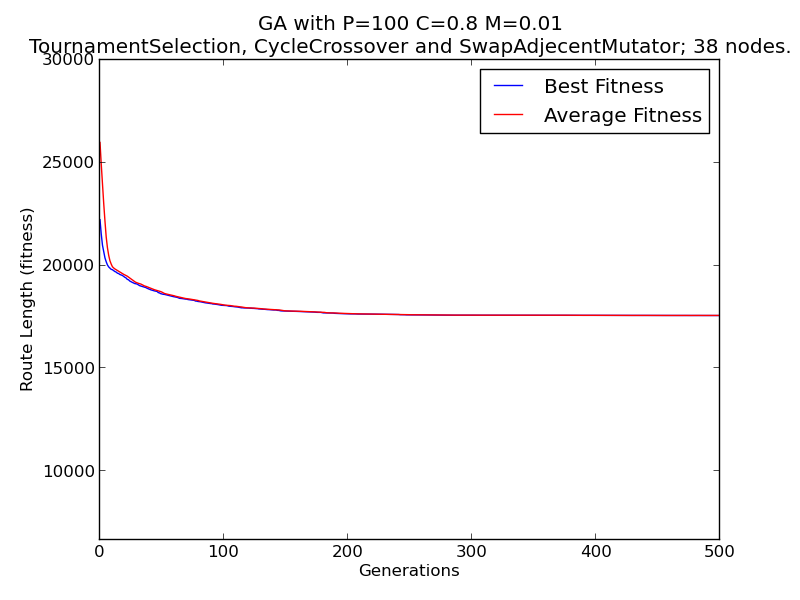 GA with P=100 C=0.8 M=0.01
TournamentSelection, CycleCrossover and SwapAdjecentMutator; 38 nodes.
30000
Best Fitness
Average Fitness
25000
20000
15000
10000
Route Length (fitness)
0 100 200 300 400 500
Generations